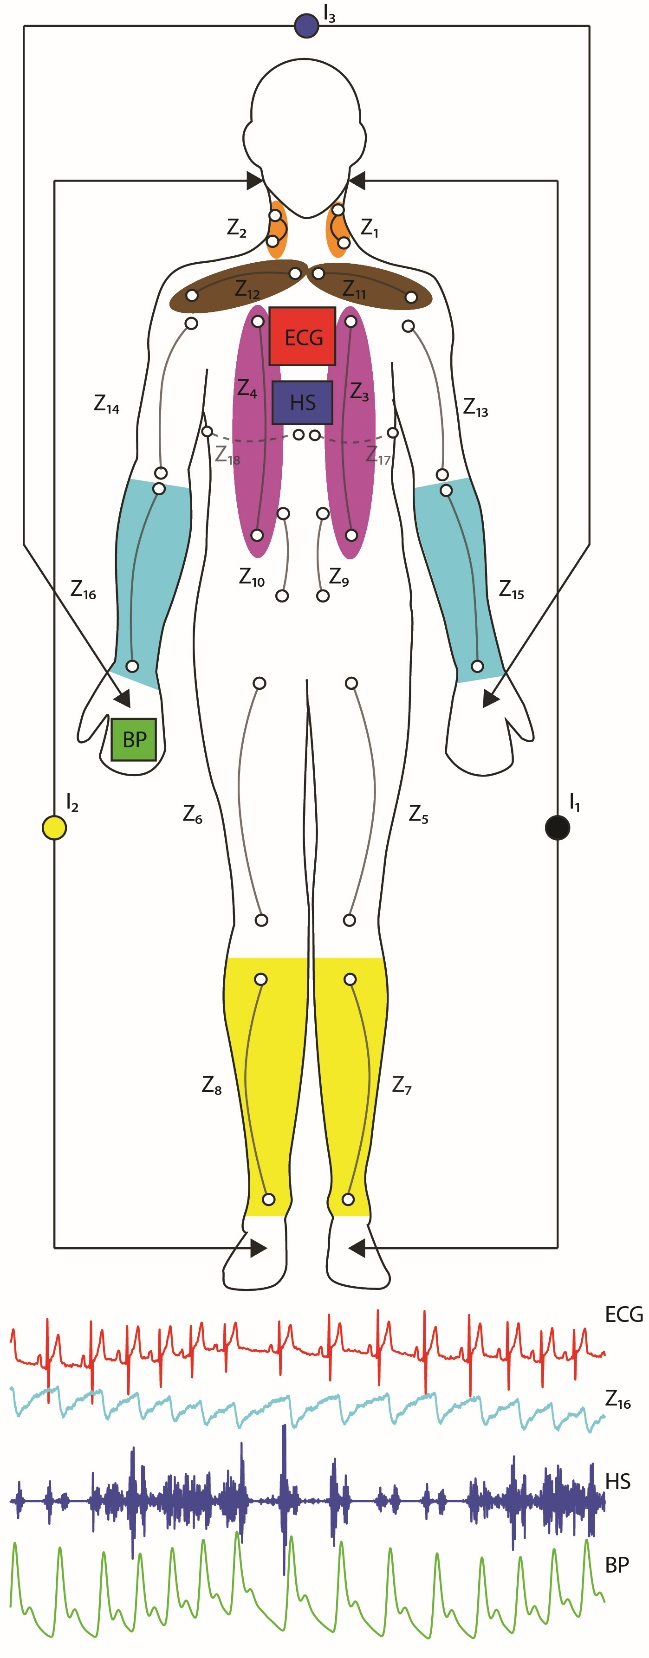 I₃
Z₂ Z₁
Z₁₂ Z₁₁
ECG
Z₄ Z₃
HS
Z₁₄ Z₁₃
Z₁₈ Z₁₇
Z₁₀ Z₉
Z₁₆ Z₁₅
BP
I₂ I₁
Z₆ Z₅
Z₈ Z₇
ECG
Z₁₆
HS
BP